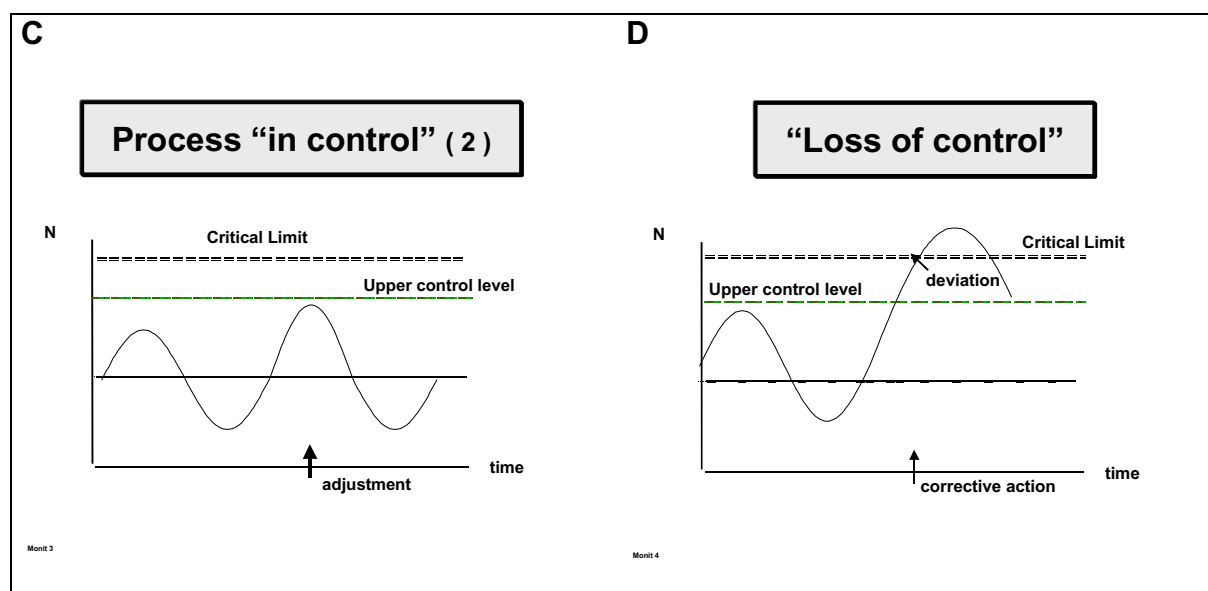 C
Process “in control” ( 2 )
N
Critical Limit
Upper control level
time
adjustment
Monit 3
D
“Loss of control”
N
Critical Limit
deviation
Upper control level
time
corrective action
Monit 4